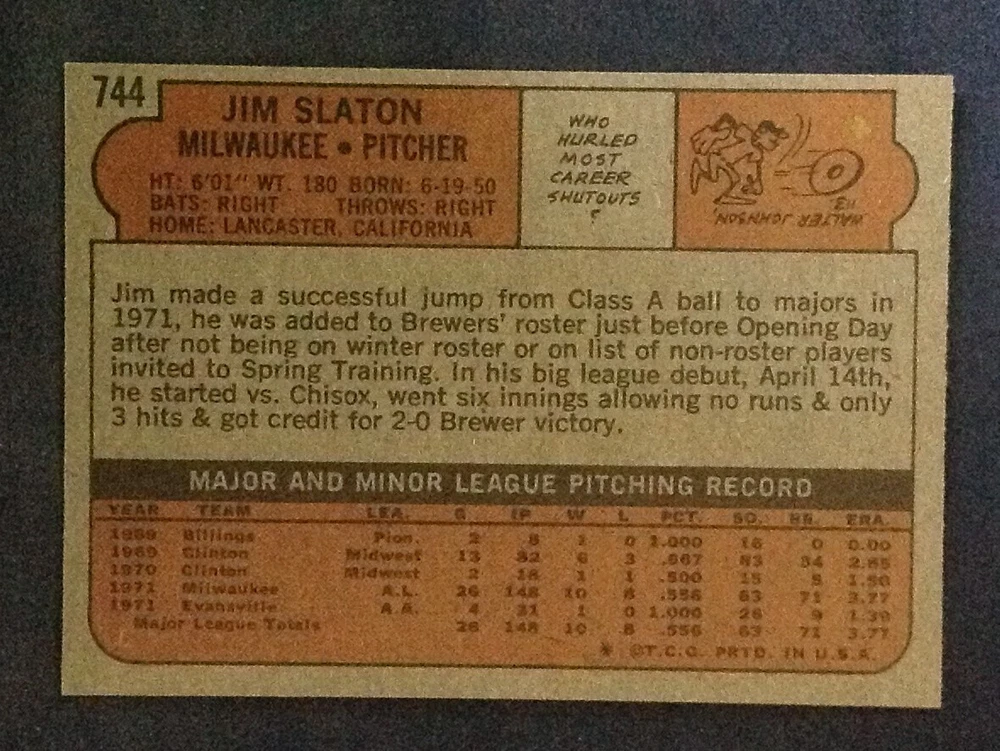 744
JIM SLATON
MILWAUKEE • PITCHER
HT: 6'01" WT. 180 BORN: 6-19-50
BATS: RIGHT THROWS: RIGHT
HOME: LANCASTER, CALIFORNIA
WHO
HURLED
MOST
CAREER
SHUTOUTS
?
WALTER JOHNSON,
113
Jim made a successful jump from Class A ball to majors in
1971, he was added to Brewers' roster just before Opening Day
after not being on winter roster or on list of non-roster players
invited to Spring Training. In his big league debut, April 14th,
he started vs. Chisox, went six innings allowing no runs & only
3 hits & got credit for 2-0 Brewer victory.
MAJOR AND MINOR LEAGUE PITCHING RECORD
YEAR TEAM LEA. G IP W L PCT. SO. BB. ERA.
1969 Billings Pion. 2 8 1 0 1.000 16 0 0.00
1969 Clinton Midwest 13 82 6 3 .667 83 34 2.85
1970 Clinton Midwest 2 18 1 1 .500 15 5 1.50
1971 Milwaukee A.L. 26 148 10 8 .556 63 71 3.77
1971 Evansville A.A. 4 21 1 0 1.000 26 9 1.39
Major League Totals 26 148 10 8 .556 63 71 3.77
* ©T.C.G. PRTD. IN U.S.A.